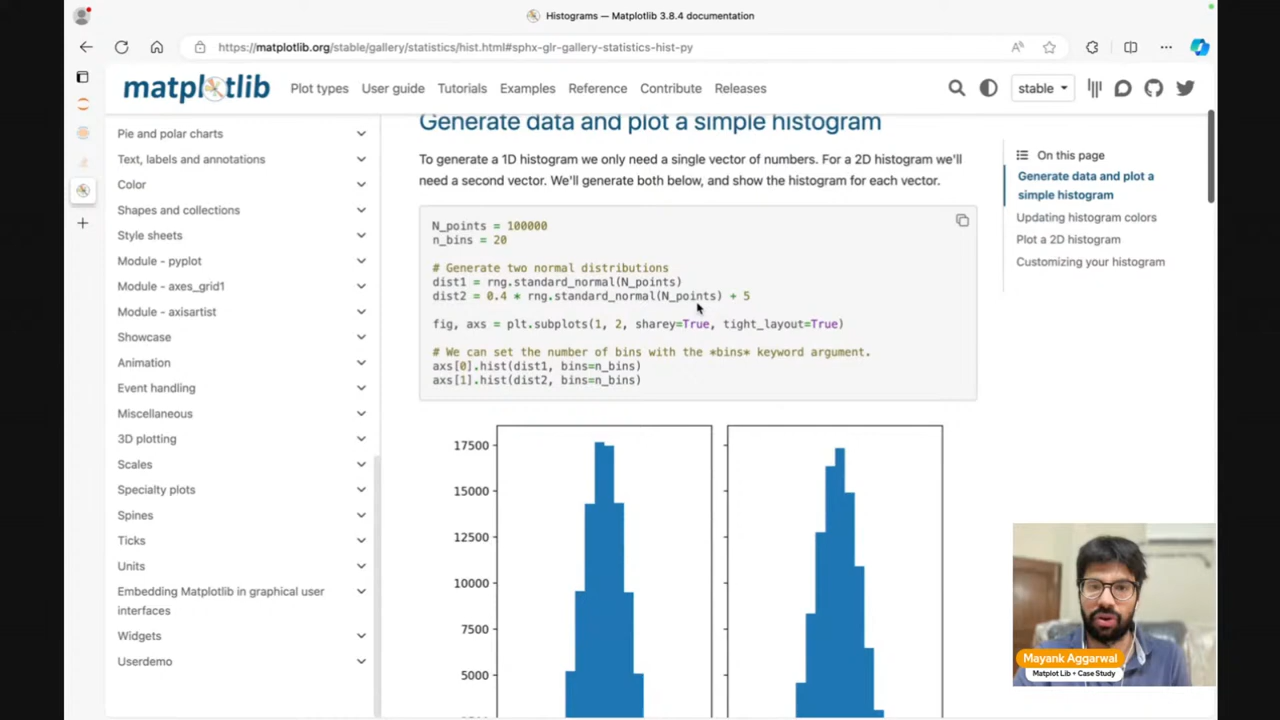 Histograms — Matplotlib 3.8.4 documentation
https://matplotlib.org/stable/gallery/statistics/hist.html#sphx-glr-gallery-statistics-hist-py
matplotlib
Plot types
User guide
Tutorials
Examples
Reference
Contribute
Releases
stable
Pie and polar charts
Text, labels and annotations
Color
Shapes and collections
Style sheets
Module - pyplot
Module - axes_grid1
Module - axisartist
Showcase
Animation
Event handling
Miscellaneous
3D plotting
Scales
Specialty plots
Spines
Ticks
Units
Embedding Matplotlib in graphical user
interfaces
Widgets
Userdemo
Generate data and plot a simple histogram
To generate a 1D histogram we only need a single vector of numbers. For a 2D histogram we'll
need a second vector. We'll generate both below, and show the histogram for each vector.
N_points = 100000
n_bins = 20
# Generate two normal distributions
dist1 = rng.standard_normal(N_points)
dist2 = 0.4 * rng.standard_normal(N_points) + 5
fig, axs = plt.subplots(1, 2, sharey=True, tight_layout=True)
# We can set the number of bins with the *bins* keyword argument.
axs[0].hist(dist1, bins=n_bins)
axs[1].hist(dist2, bins=n_bins)
17500
15000
12500
10000
7500
5000
On this page
Generate data and plot a
simple histogram
Updating histogram colors
Plot a 2D histogram
Customizing your histogram
Mayank Aggarwal
Matplot Lib + Case Study